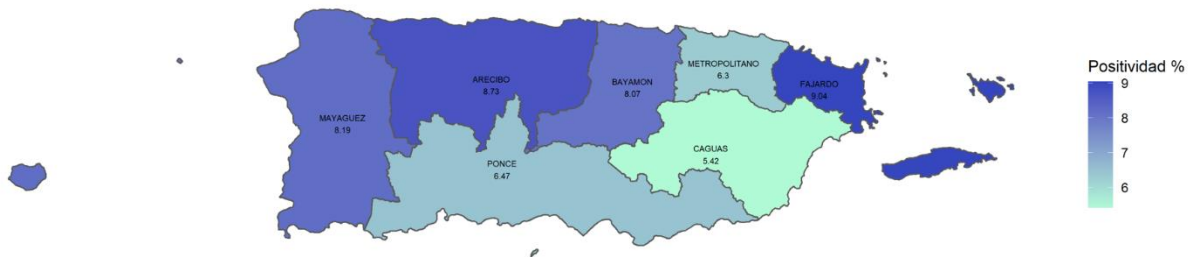 METROPOLITANO
6.3
ARECIBO
8.73
BAYAMON
8.07
FAJARDO
9.04
MAYAGUEZ
8.19
CAGUAS
5.42
PONCE
6.47
Positividad %
9
8
7
6